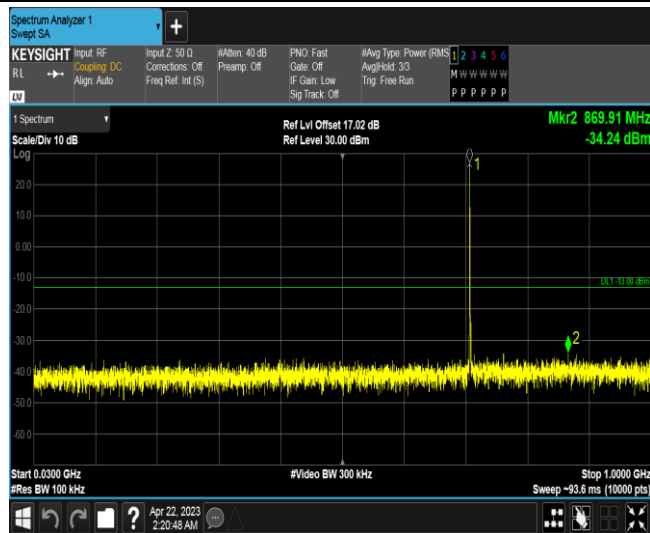 Spectrum Analyzer 1
Swept SA
+
KEYSIGHT
RL
LXI
Input: RF
Coupling: DC
Align: Auto
Input Z: 50 Ω
Corrections: Off
Freq Ref: Int (S)
#Atten: 40 dB
Preamp: Off
PNO: Fast
Gate: Off
IF Gain: Low
Sig Track: Off
#Avg Type: Power (RMS
Avg|Hold: 3/3
Trig: Free Run
1 2 3 4 5 6
M W W W W W
P P P P P P
1 Spectrum
Scale/Div 10 dB
Ref Lvl Offset 17.02 dB
Ref Level 30.00 dBm
Mkr2 869.91 MHz
-34.24 dBm
Log
1
20.0
10.0
0.00
-10.0
DL1 -13.00 dBm
-20.0
-30.0
2
-40.0
-50.0
-60.0
Start 0.0300 GHz
#Res BW 100 kHz
#Video BW 300 kHz
Stop 1.0000 GHz
Sweep ~93.6 ms (10000 pts)
?
Apr 22, 2023
2:20:48 AM